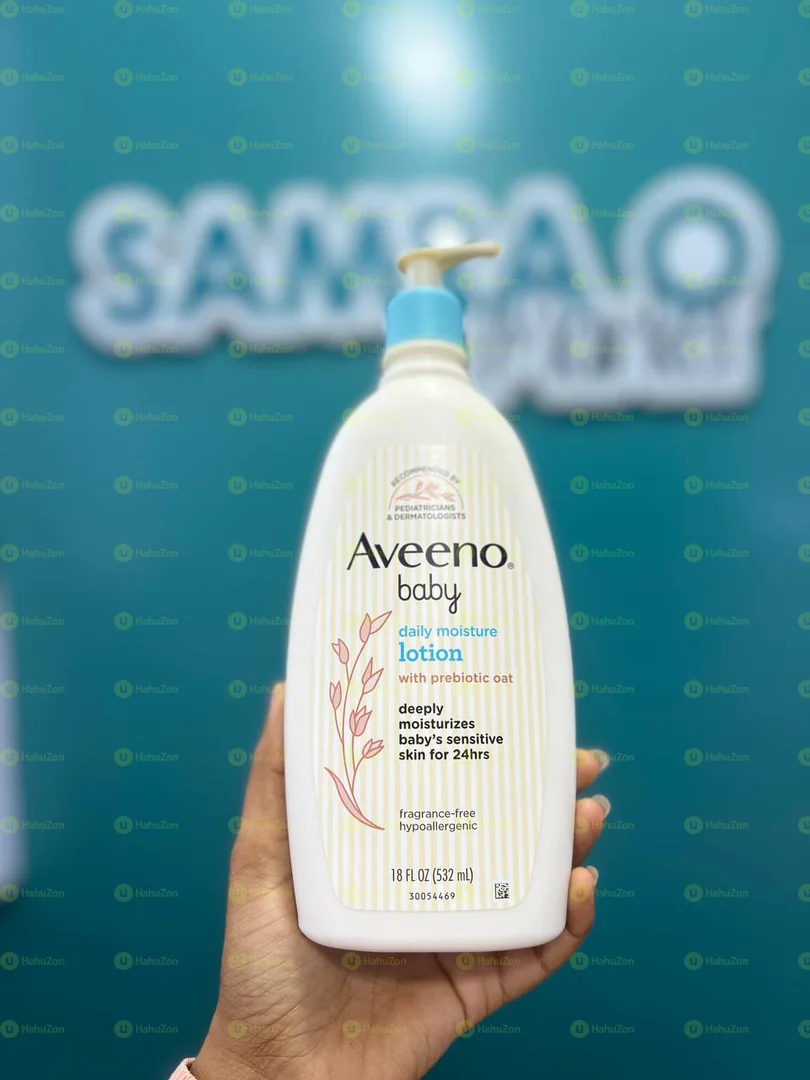 RECOMMENDED BY
PEDIATRICIANS
& DERMATOLOGISTS
Aveeno®
baby
daily moisture
lotion
with prebiotic oat
deeply
moisturizes
baby's sensitive
skin for 24hrs
fragrance-free
hypoallergenic
18 FL OZ (532 mL)
30054469
HahuZon